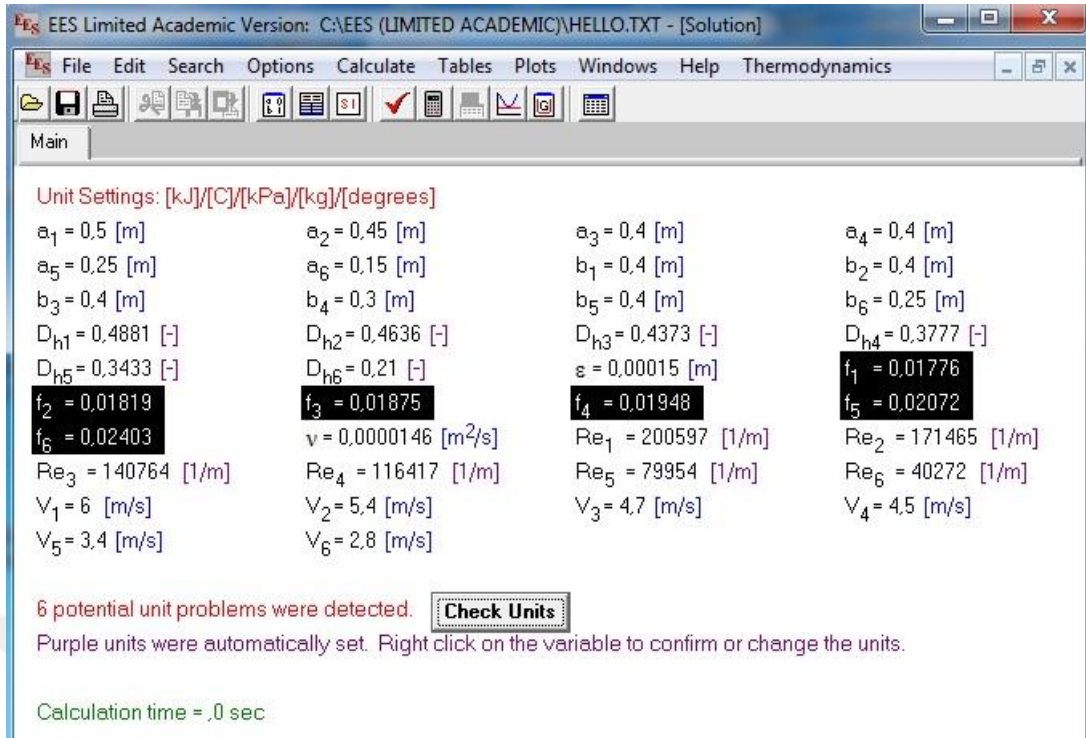 EES Limited Academic Version: C:\EES (LIMITED ACADEMIC)\HELLO.TXT - [Solution]
File Edit Search Options Calculate Tables Plots Windows Help Thermodynamics
Main
Unit Settings: [kJ]/[C]/[kPa]/[kg]/[degrees]
a1 = 0,5 [m] a2 = 0,45 [m] a3 = 0,4 [m] a4 = 0,4 [m]
a5 = 0,25 [m] a6 = 0,15 [m] b1 = 0,4 [m] b2 = 0,4 [m]
b3 = 0,4 [m] b4 = 0,3 [m] b5 = 0,4 [m] b6 = 0,25 [m]
Dh1 = 0,4881 [-] Dh2 = 0,4636 [-] Dh3 = 0,4373 [-] Dh4 = 0,3777 [-]
Dh5 = 0,3433 [-] Dh6 = 0,21 [-] ε = 0,00015 [m] f1 = 0,01776
f2 = 0,01819 f3 = 0,01875 f4 = 0,01948 f5 = 0,02072
f6 = 0,02403 ν = 0,0000146 [m2/s] Re1 = 200597 [1/m] Re2 = 171465 [1/m]
Re3 = 140764 [1/m] Re4 = 116417 [1/m] Re5 = 79954 [1/m] Re6 = 40272 [1/m]
V1 = 6 [m/s] V2 = 5,4 [m/s] V3 = 4,7 [m/s] V4 = 4,5 [m/s]
V5 = 3,4 [m/s] V6 = 2,8 [m/s]
6 potential unit problems were detected. Check Units
Purple units were automatically set. Right click on the variable to confirm or change the units.
Calculation time = ,0 sec